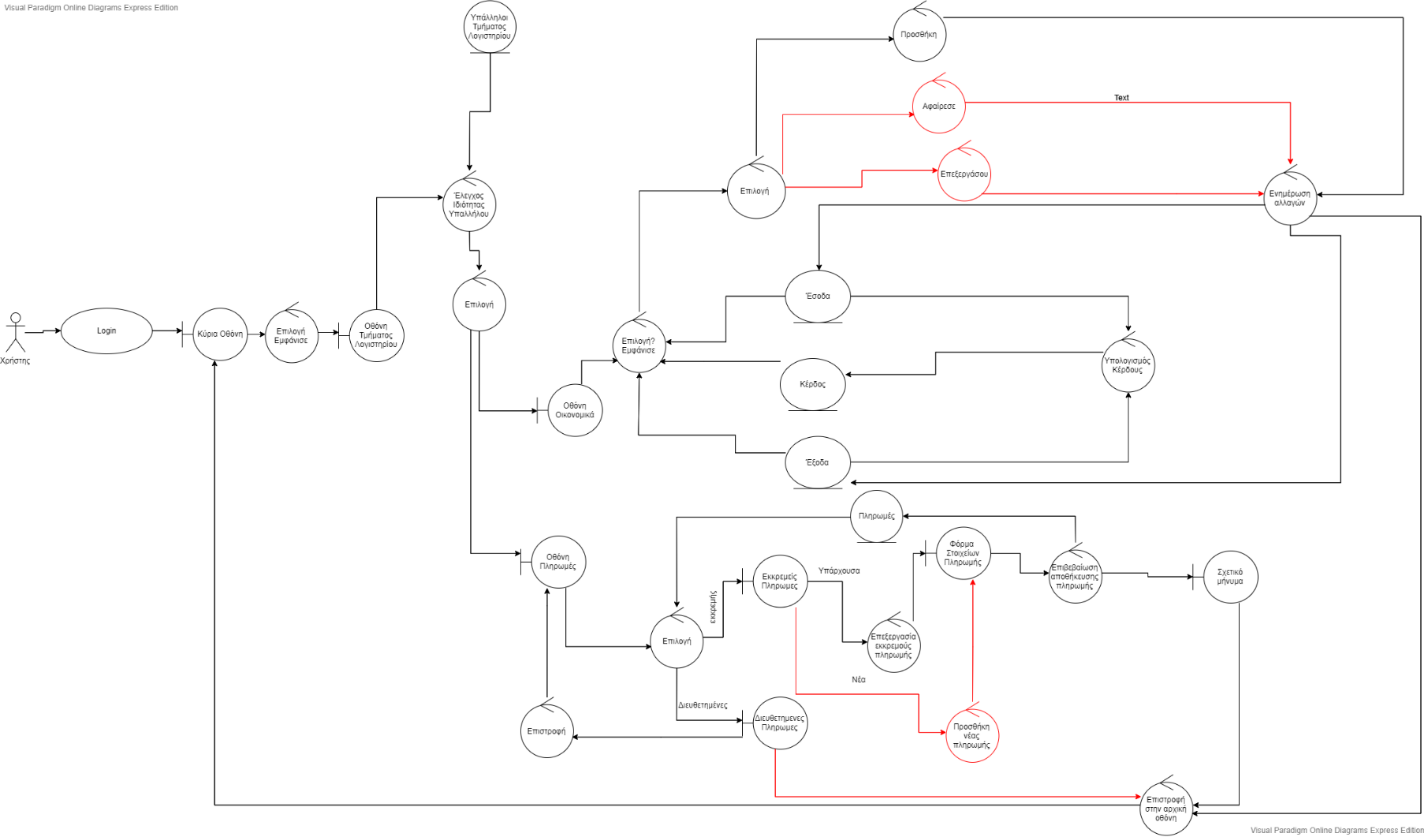 Visual Paradigm Online Diagrams Express Edition
Υπάλληλοι
Τμήματος
Λογιστηρίου
Προσθήκη
Αφαίρεσε
Text
Επεξεργάσου
Επιλογή
Ενημέρωση
αλλαγών
Έλεγχος
Ιδιότητας
Υπαλλήλου
Επιλογή
Έσοδα
Χρήστης
Login
Κύρια Οθόνη
Επιλογή
Εμφάνισε
Οθόνη
Τμήματος
Λογιστηρίου
Επιλογή?
Εμφάνισε
Υπολογισμός
Κέρδους
Κέρδος
Οθόνη
Οικονομικά
Έξοδα
Πληρωμές
Οθόνη
Πληρωμές
Εκκρεμείς
Πληρωμες
Υπάρχουσα
Φόρμα
Στοιχείων
Πληρωμής
Επιβεβαίωση
αποθήκευσης
πληρωμής
Σχετικό
μήνυμα
εκκρεμής
Επιλογή
Επεξεργασία
εκκρεμούς
πληρωμής
Νέα
Διευθετημένες
Διευθετημενες
Πληρωμες
Επιστροφή
Προσθήκη
νέας
πληρωμής
Επιστροφή
στην αρχική
οθόνη
Visual Paradigm Online Diagrams Express Edition